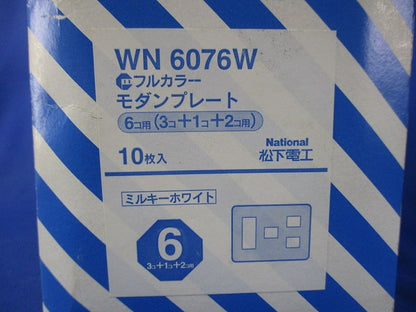 WN 6076W
フルカラー
モダンプレート
6コ用(3コ+1コ+2コ用)
10枚入
National
松下電工
ミルキーホワイト
6
3コ+1コ+2コ用